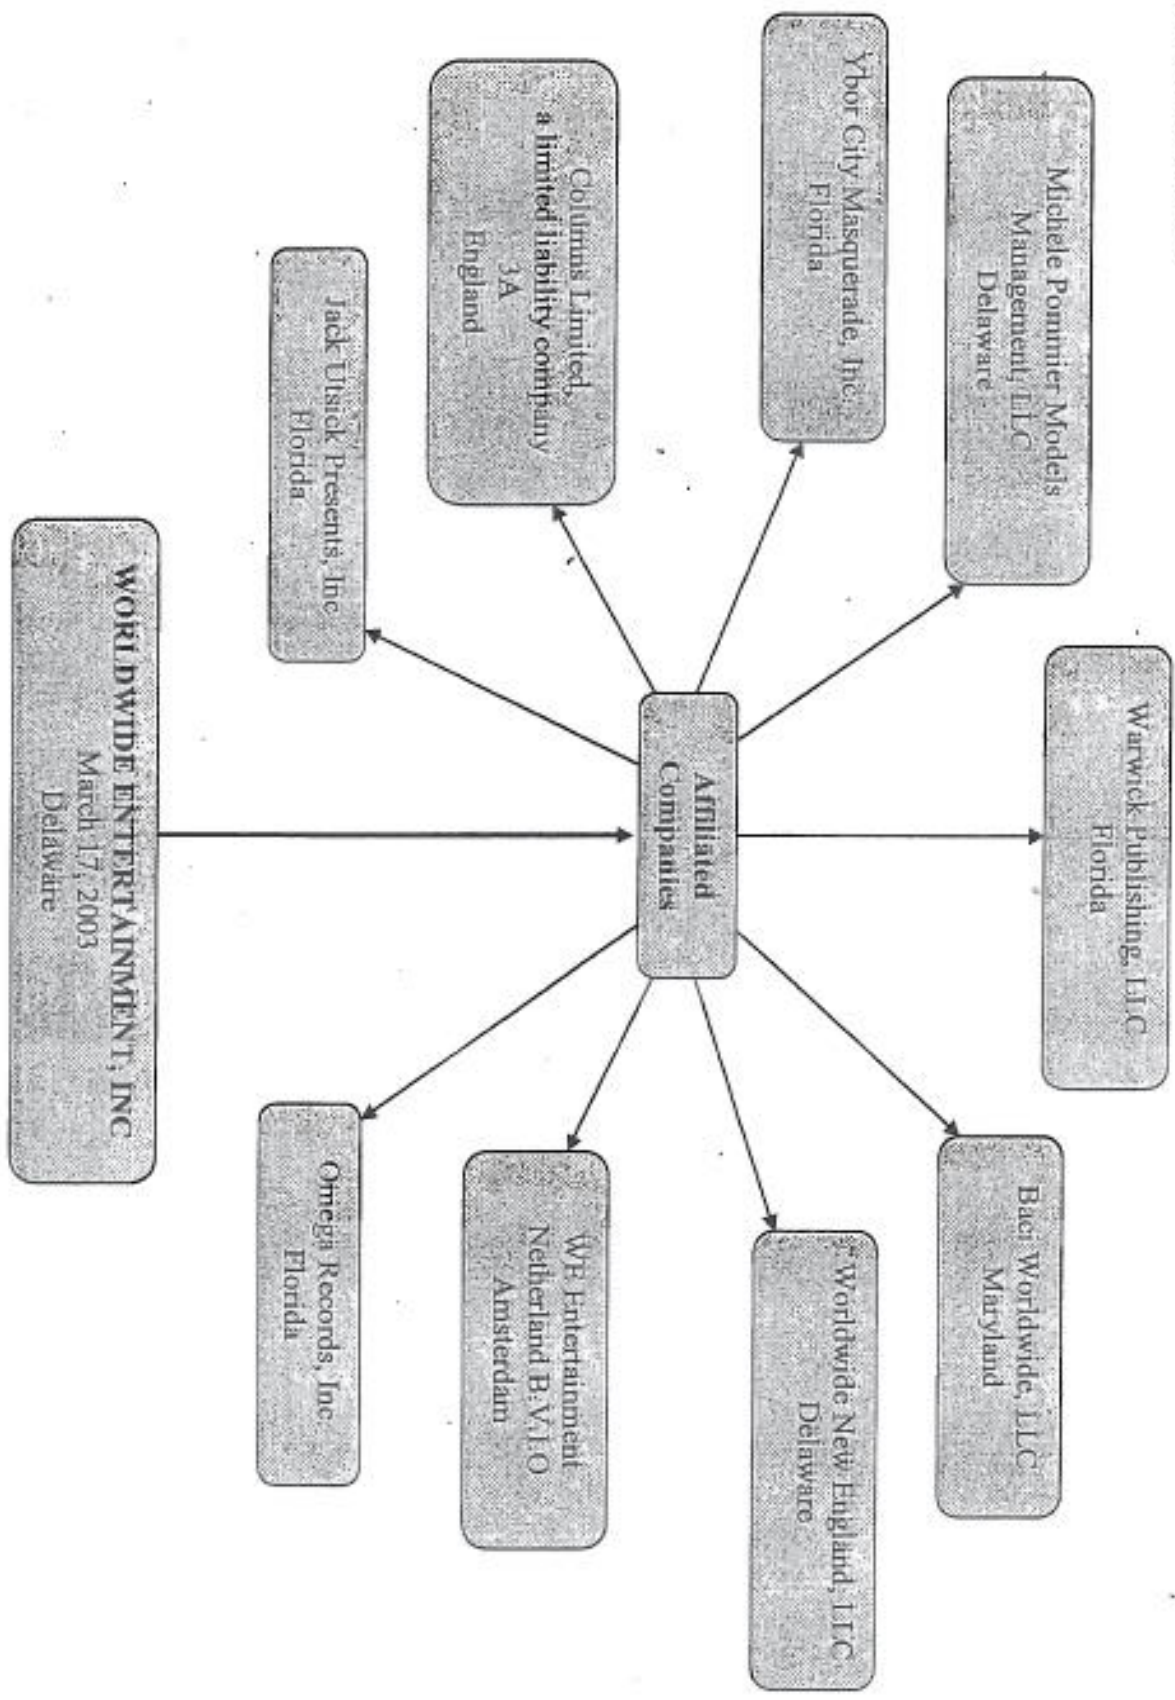 Michele Pommier Models
Management, LLC
Delaware
Ybor City Masquerade, Inc.
Florida
Columns Limited,
a limited liability company
3A
England
Jack Utsick Presents, Inc
Florida
Warwick Publishing, LLC
Florida
Affiliated
Companies
WORLDWIDE ENTERTAINMENT, INC
March 17, 2003
Delaware
Baci Worldwide, LLC
Maryland
Worldwide New England, LLC
Delaware
WE Entertainment
Netherland B.V.I.O
Amsterdam
Omega Records, Inc.
Florida